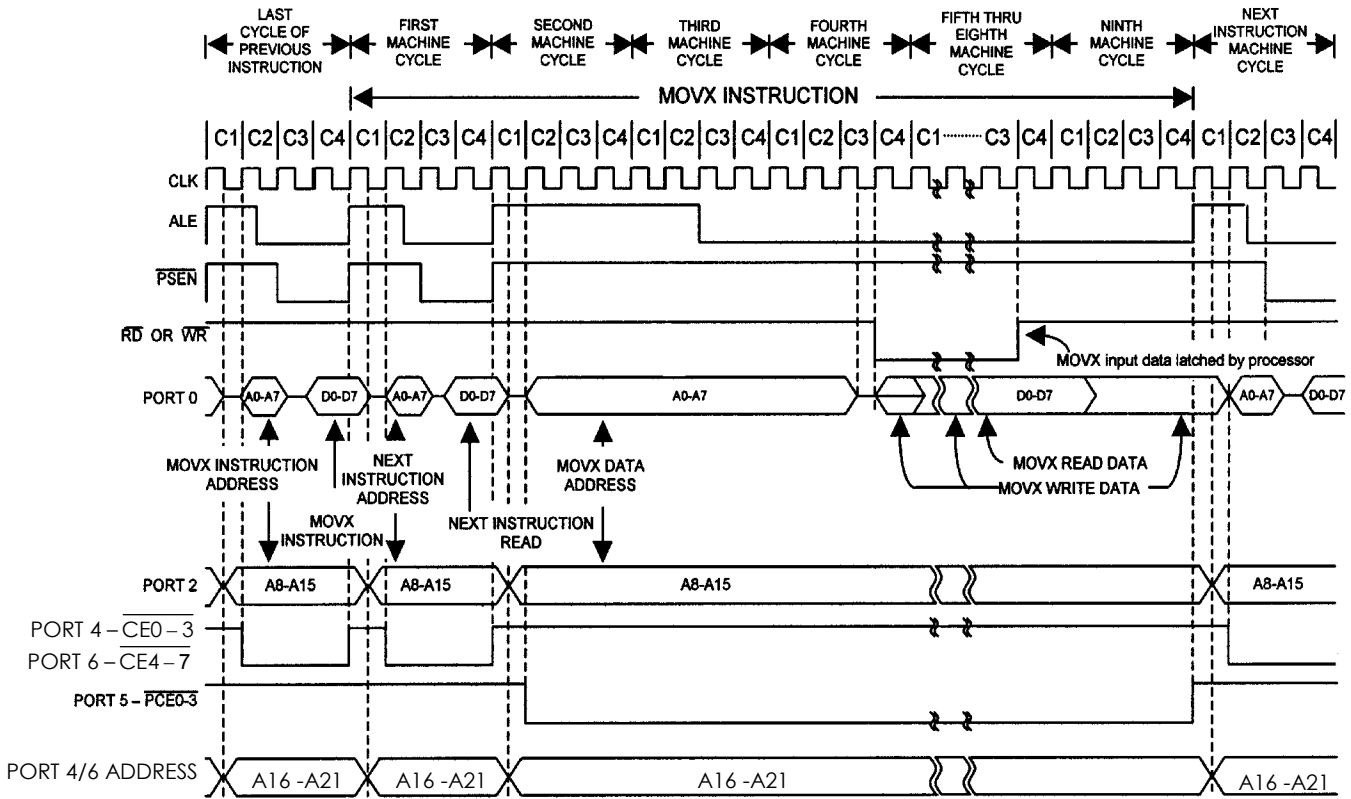 LAST
CYCLE OF
PREVIOUS
INSTRUCTION
FIRST
MACHINE
CYCLE
SECOND
MACHINE
CYCLE
THIRD
MACHINE
CYCLE
FOURTH
MACHINE
CYCLE
FIFTH THRU
EIGHTH
MACHINE
CYCLE
NINTH
MACHINE
CYCLE
NEXT
INSTRUCTION
MACHINE
CYCLE
MOVX INSTRUCTION
C1 C2 C3 C4 C1 C2 C3 C4 C1 C2 C3 C4 C1 C2 C3 C4 C1 C2 C3 C4 C1 ········ C3 C4 C1 C2 C3 C4 C1 C2 C3 C4
CLK
ALE
PSEN
RD OR WR
MOVX input data latched by processor
PORT 0 A0-A7 D0-D7 A0-A7 D0-D7 A0-A7 D0-D7 A0-A7 D0-D7
MOVX INSTRUCTION
ADDRESS
NEXT
INSTRUCTION
ADDRESS
MOVX DATA
ADDRESS
MOVX READ DATA
MOVX WRITE DATA
MOVX
INSTRUCTION
NEXT INSTRUCTION
READ
PORT 2 A8-A15 A8-A15 A8-A15 A8-A15
PORT 4 – CE0 – 3
PORT 6 – CE4 – 7
PORT 5 – PCE0-3
PORT 4/6 ADDRESS A16 -A21 A16 -A21 A16 -A21 A16 -A21